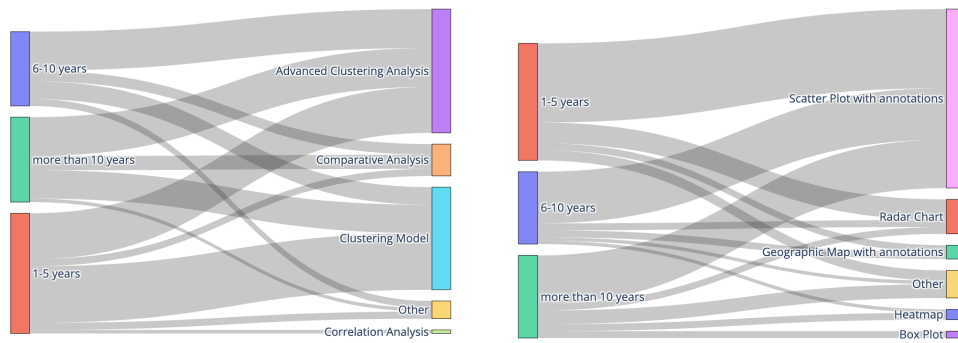 6-10 years
more than 10 years
1-5 years
Advanced Clustering Analysis
Comparative Analysis
Clustering Model
Other
Correlation Analysis
1-5 years
6-10 years
more than 10 years
Scatter Plot with annotations
Radar Chart
Geographic Map with annotations
Other
Heatmap
Box Plot